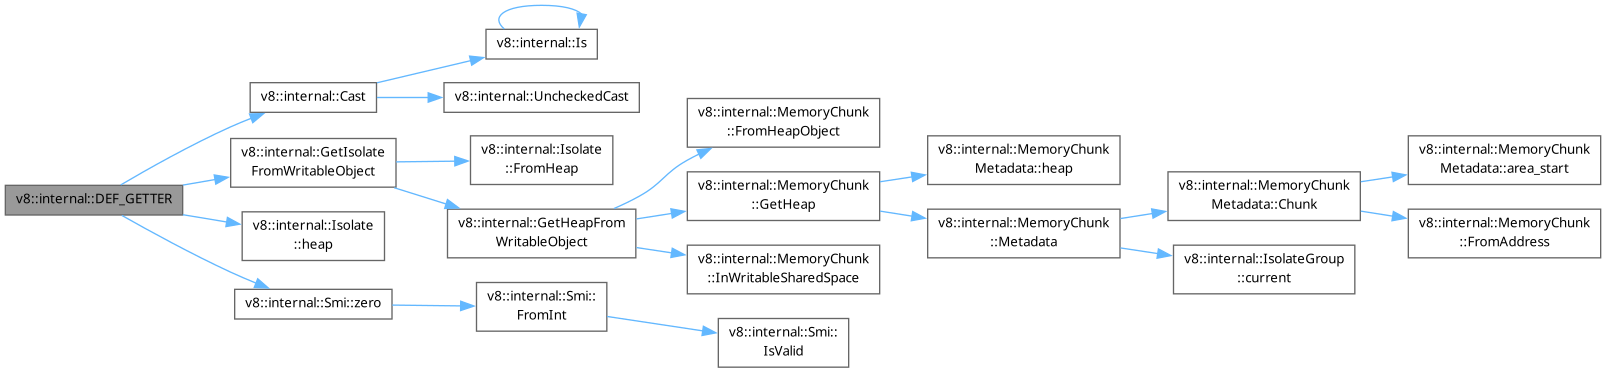 v8::internal::DEF_GETTER
v8::internal::Cast
v8::internal::Is
v8::internal::UncheckedCast
v8::internal::GetIsolate
FromWritableObject
v8::internal::Isolate
::FromHeap
v8::internal::GetHeapFrom
WritableObject
v8::internal::MemoryChunk
::FromHeapObject
v8::internal::MemoryChunk
::GetHeap
v8::internal::MemoryChunk
Metadata::heap
v8::internal::MemoryChunk
::Metadata
v8::internal::MemoryChunk
Metadata::Chunk
v8::internal::MemoryChunk
Metadata::area_start
v8::internal::MemoryChunk
::FromAddress
v8::internal::IsolateGroup
::current
v8::internal::MemoryChunk
::InWritableSharedSpace
v8::internal::Isolate
::heap
v8::internal::Smi::zero
v8::internal::Smi::
FromInt
v8::internal::Smi::
IsValid